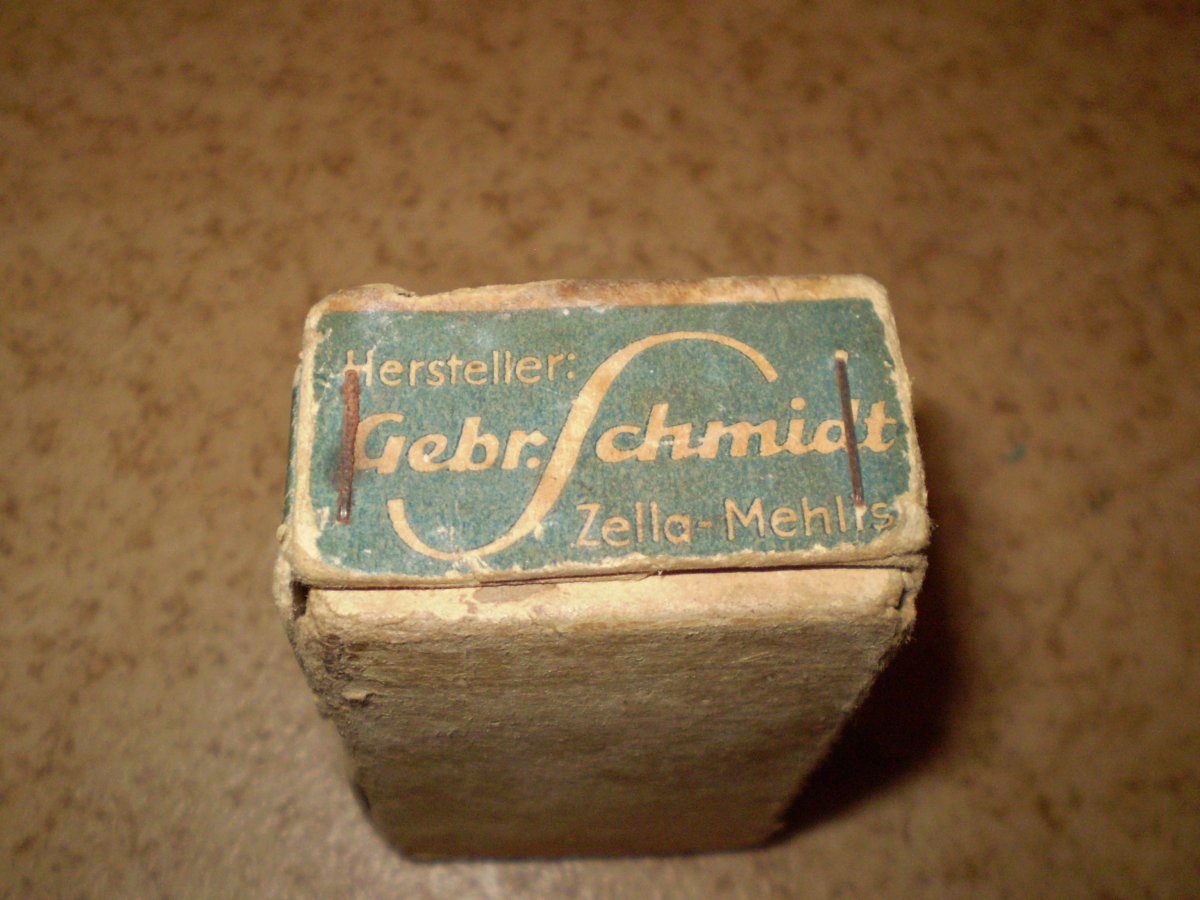 Hersteller:
Gebr. Schmidt
Zella-Mehlis